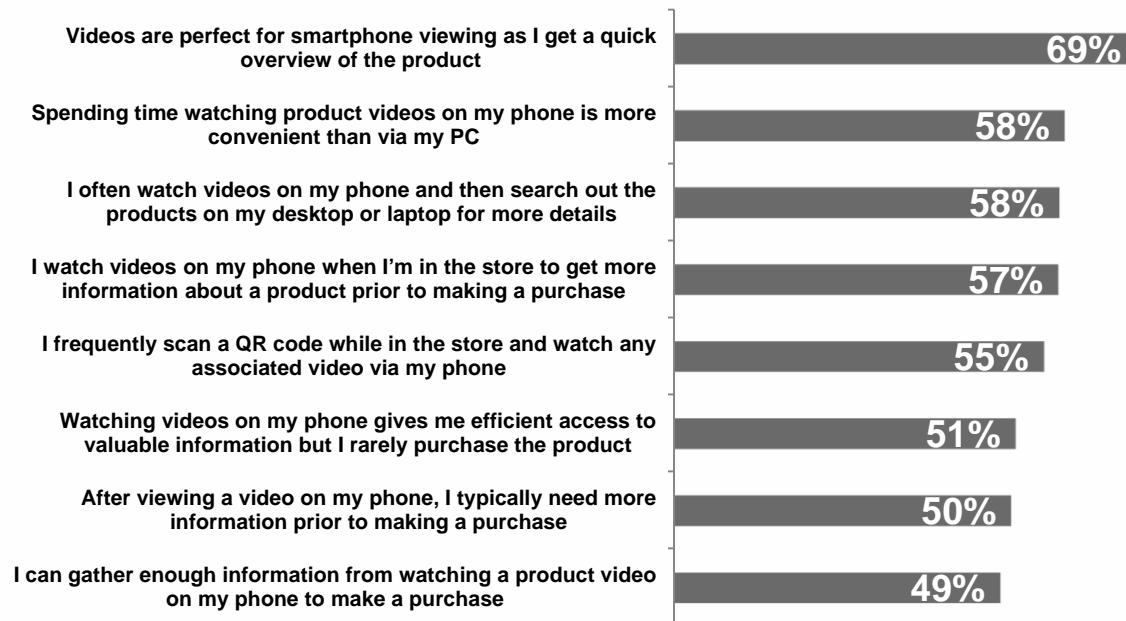 Videos are perfect for smartphone viewing as I get a quick
overview of the product
69%
Spending time watching product videos on my phone is more
convenient than via my PC
58%
I often watch videos on my phone and then search out the
products on my desktop or laptop for more details
58%
I watch videos on my phone when I'm in the store to get more
information about a product prior to making a purchase
57%
I frequently scan a QR code while in the store and watch any
associated video via my phone
55%
Watching videos on my phone gives me efficient access to
valuable information but I rarely purchase the product
51%
After viewing a video on my phone, I typically need more
information prior to making a purchase
50%
I can gather enough information from watching a product video
on my phone to make a purchase
49%